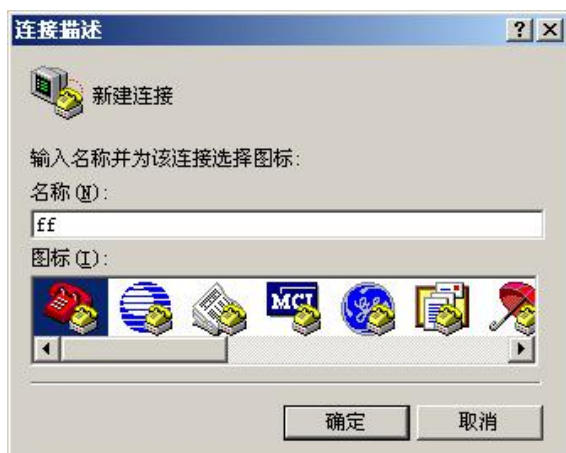 连接描述
新建连接
输入名称并为该连接选择图标:
名称(N):
ff
图标(I):
MCI
确定
取消